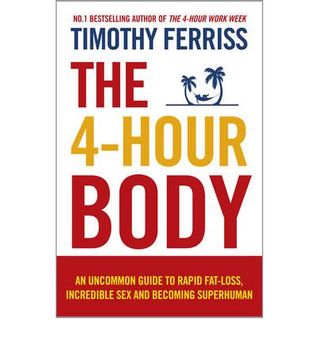 NO.1 BESTSELLING AUTHOR OF THE 4-HOUR WORK WEEK
TIMOTHY FERRISS
THE
4-HOUR
BODY
AN UNCOMMON GUIDE TO RAPID FAT-LOSS,
INCREDIBLE SEX AND BECOMING SUPERHUMAN